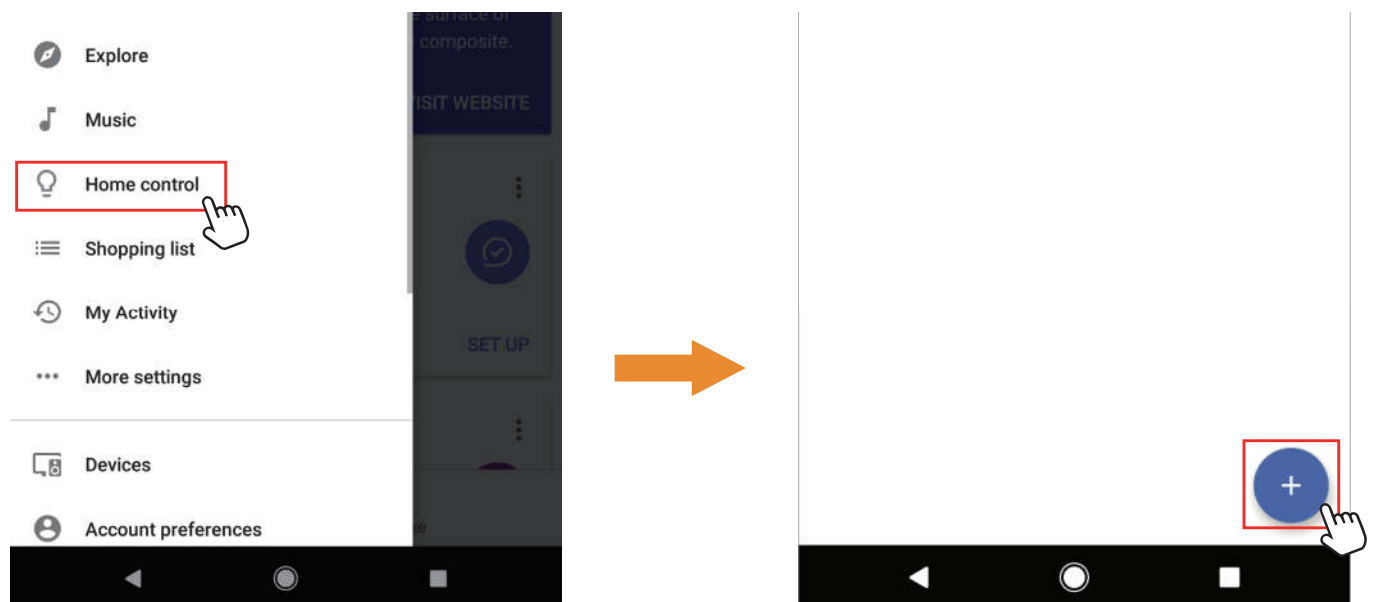 e surface of
composite.
VISIT WEBSITE
Explore
Music
Home control
Shopping list
My Activity
SET UP
More settings
Devices
Account preferences